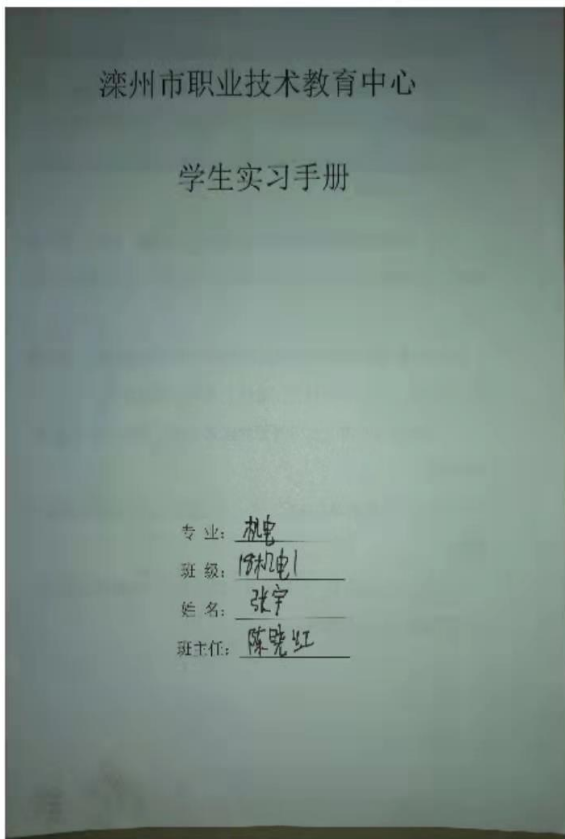 滦州市职业技术教育中心
学生实习手册
专 业：机电
班 级：18机电1
姓 名：张宇
班主任：陈晓红